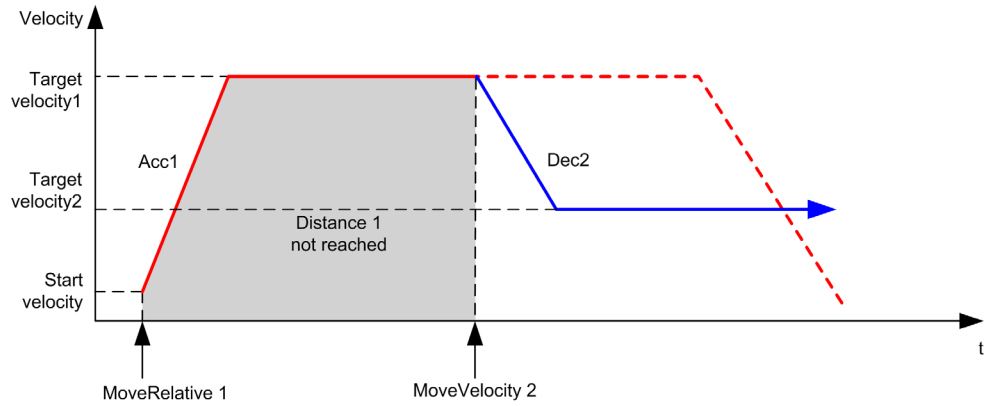 Velocity
Target
velocity1
Acc1
Dec2
Target
velocity2
Distance 1
not reached
Start
velocity
t
MoveRelative 1
MoveVelocity 2